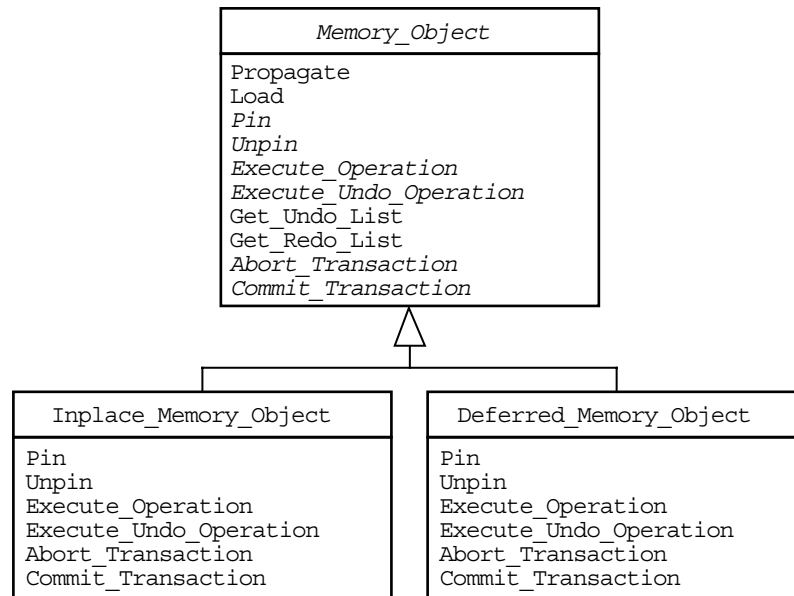 Memory_Object
Propagate
Load
Pin
Unpin
Execute_Operation
Execute_Undo_Operation
Get_Undo_List
Get_Redo_List
Abort_Transaction
Commit_Transaction
Inplace_Memory_Object
Pin
Unpin
Execute_Operation
Execute_Undo_Operation
Abort_Transaction
Commit_Transaction
Deferred_Memory_Object
Pin
Unpin
Execute_Operation
Execute_Undo_Operation
Abort_Transaction
Commit_Transaction